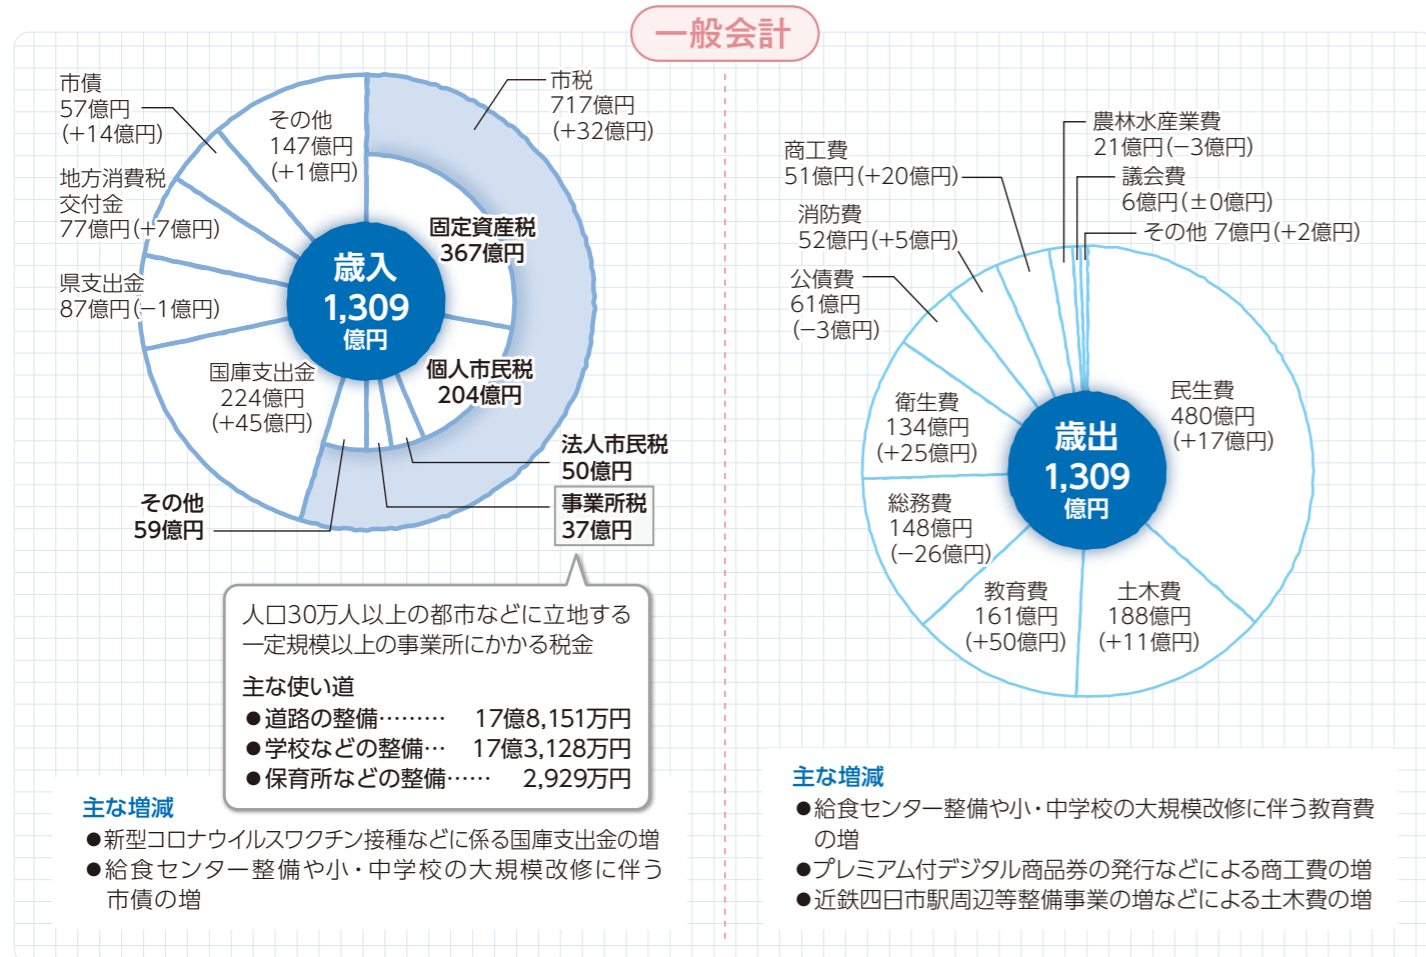 一般会計
市債
57億円
(+14億円)
その他
147億円
(+1億円)
市税
717億円
(+32億円)
地方消費税
交付金
77億円(+7億円)
県支出金
87億円(−1億円)
国庫支出金
224億円
(+45億円)
歳入
1,309
億円
固定資産税
367億円
個人市民税
204億円
法人市民税
50億円
事業所税
37億円
その他
59億円
人口30万人以上の都市などに立地する
一定規模以上の事業所にかかる税金
主な使い道
●道路の整備……… 17億8,151万円
●学校などの整備… 17億3,128万円
●保育所などの整備…… 2,929万円
主な増減
●新型コロナウイルスワクチン接種などに係る国庫支出金の増
●給食センター整備や小・中学校の大規模改修に伴う
市債の増
農林水産業費
21億円(−3億円)
議会費
6億円(±0億円)
その他 7億円(+2億円)
商工費
51億円(+20億円)
消防費
52億円(+5億円)
公債費
61億円
(−3億円)
衛生費
134億円
(+25億円)
総務費
148億円
(−26億円)
教育費
161億円
(+50億円)
土木費
188億円
(+11億円)
民生費
480億円
(+17億円)
歳出
1,309
億円
主な増減
●給食センター整備や小・中学校の大規模改修に伴う教育費
の増
●プレミアム付デジタル商品券の発行などによる商工費の増
●近鉄四日市駅周辺等整備事業の増などによる土木費の増